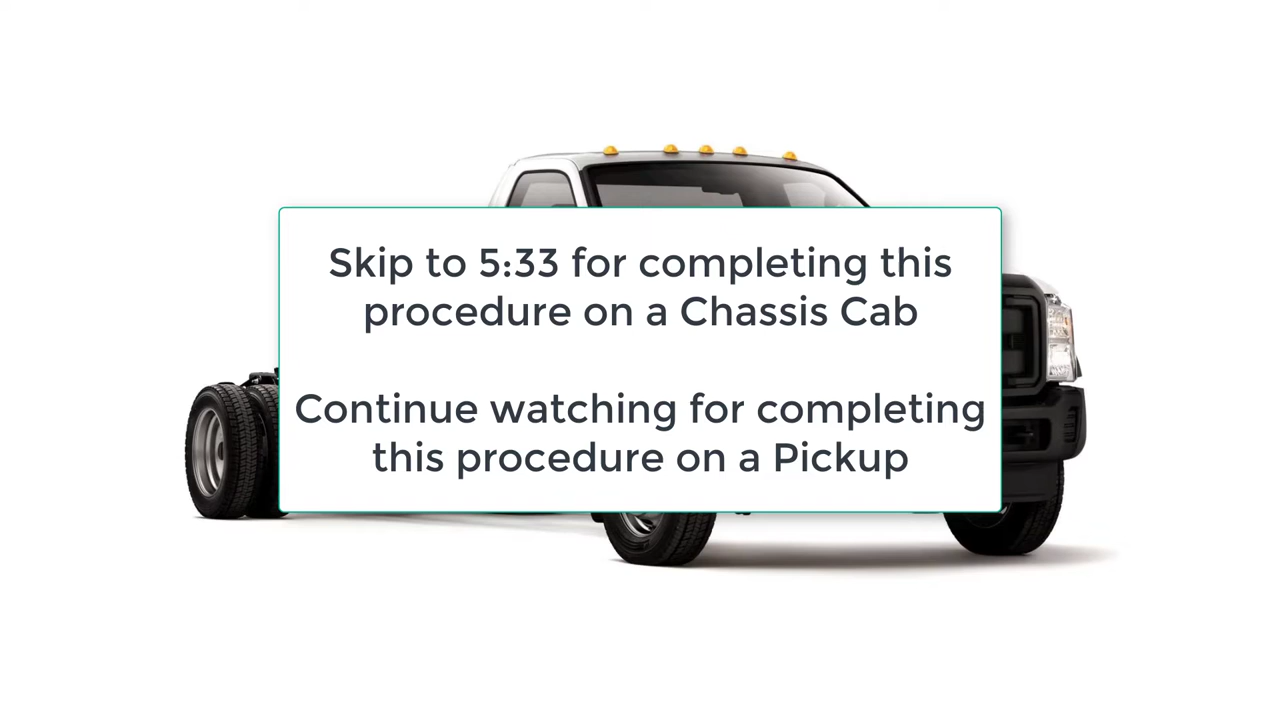 Skip to 5:33 for completing this
procedure on a Chassis Cab
Continue watching for completing
this procedure on a Pickup